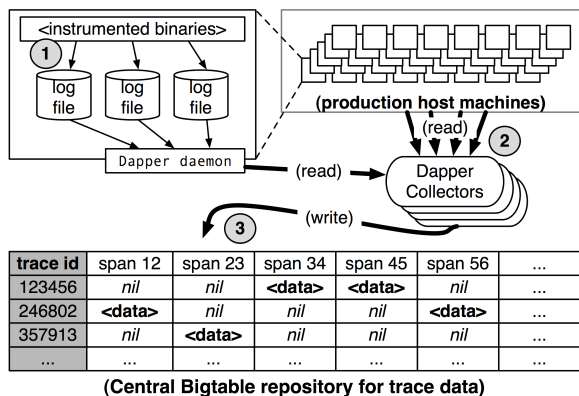 <instrumented binaries>
1
log file
log file
log file
Dapper daemon
(production host machines)
(read)
2
(read)
Dapper Collectors
(write)
3
trace id span 12 span 23 span 34 span 45 span 56 ...
123456 nil nil <data> <data> nil ...
246802 <data> nil nil nil <data> ...
357913 nil <data> nil nil nil ...
... ... ... ... ... ... ...
(Central Bigtable repository for trace data)